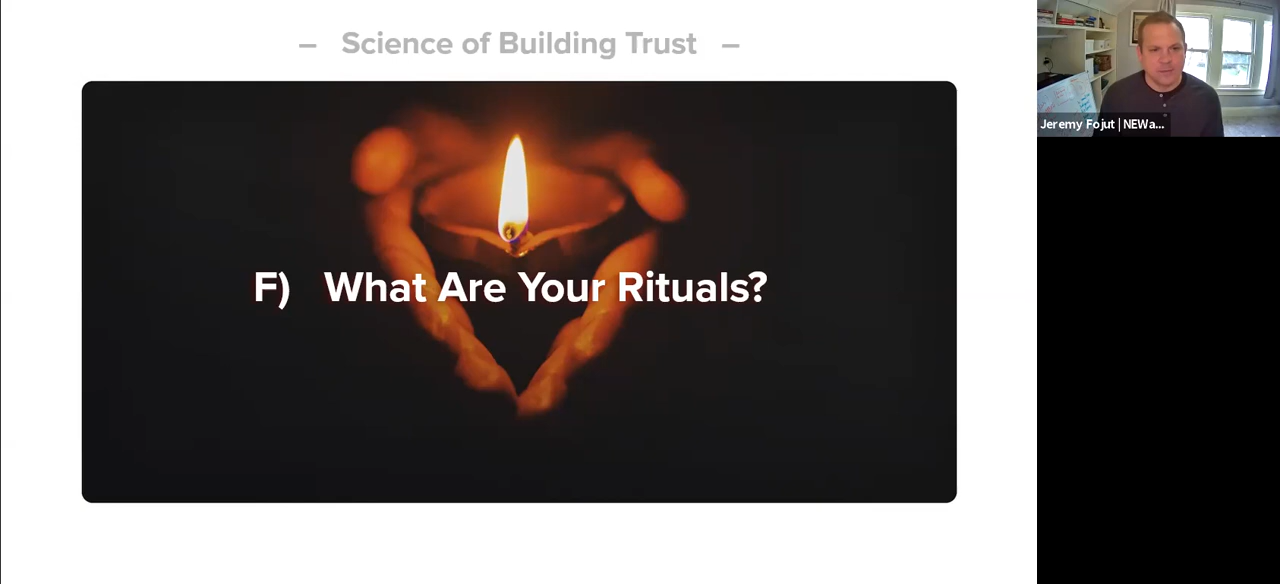 – Science of Building Trust –
F) What Are Your Rituals?
Jeremy Fojut | NEWa...